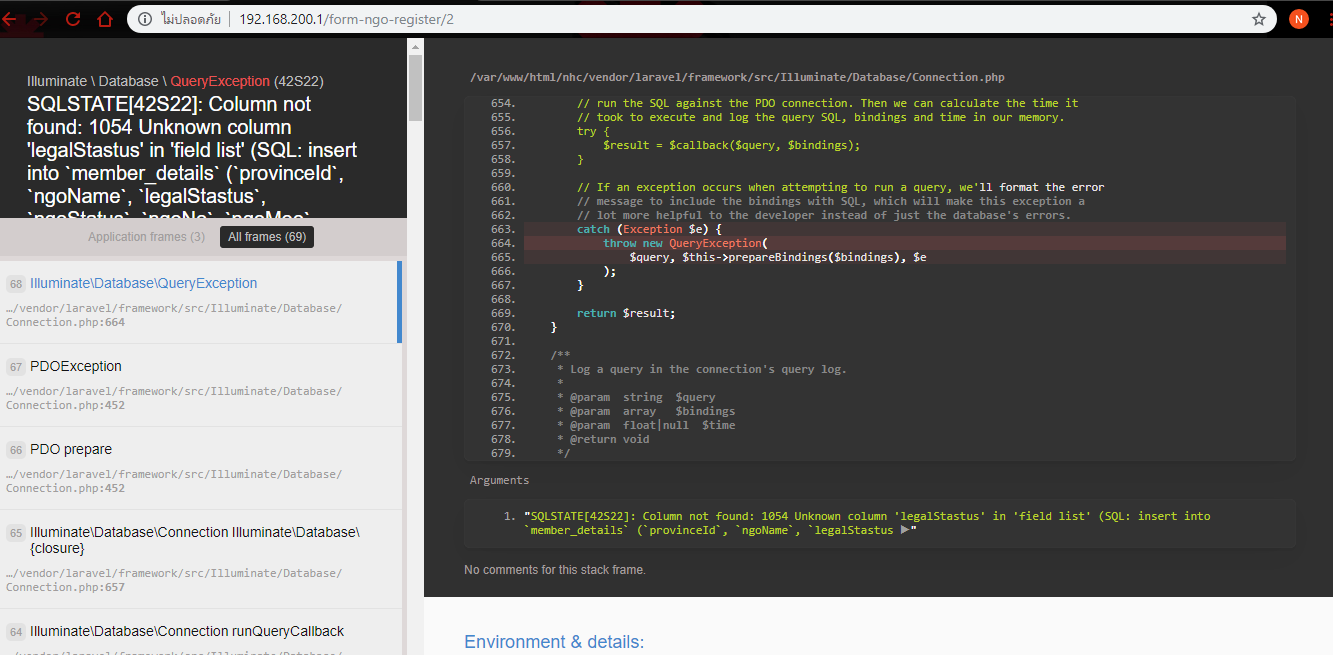 ไม่ปลอดภัย 192.168.200.1/form-ngo-register/2
N
Illuminate \ Database \ QueryException (42S22)
SQLSTATE[42S22]: Column not
found: 1054 Unknown column
'legalStastus' in 'field list' (SQL: insert
into `member_details` (`provinceId`,
`ngoName`, `legalStastus`,
`ngoStatus`, `ngoNo`, `ngoMoo`,
Application frames (3) All frames (69)
68 Illuminate\Database\QueryException
…/vendor/laravel/framework/src/Illuminate/Database/
Connection.php:664
67 PDOException
…/vendor/laravel/framework/src/Illuminate/Database/
Connection.php:452
66 PDO prepare
…/vendor/laravel/framework/src/Illuminate/Database/
Connection.php:452
65 Illuminate\Database\Connection Illuminate\Database\
{closure}
…/vendor/laravel/framework/src/Illuminate/Database/
Connection.php:657
64 Illuminate\Database\Connection runQueryCallback
…/vendor/laravel/framework/src/Illuminate/Database/
/var/www/html/nhc/vendor/laravel/framework/src/Illuminate/Database/Connection.php
654. // run the SQL against the PDO connection. Then we can calculate the time it
655. // took to execute and log the query SQL, bindings and time in our memory.
656. try {
657. $result = $callback($query, $bindings);
658. }
659.
660. // If an exception occurs when attempting to run a query, we'll format the error
661. // message to include the bindings with SQL, which will make this exception a
662. // lot more helpful to the developer instead of just the database's errors.
663. catch (Exception $e) {
664. throw new QueryException(
665. $query, $this->prepareBindings($bindings), $e
666. );
667. }
668.
669. return $result;
670. }
671.
672. /**
673. * Log a query in the connection's query log.
674. *
675. * @param string $query
676. * @param array $bindings
677. * @param float|null $time
678. * @return void
679. */
Arguments
1. "SQLSTATE[42S22]: Column not found: 1054 Unknown column 'legalStastus' in 'field list' (SQL: insert into
`member_details` (`provinceId`, `ngoName`, `legalStastus ▶"
No comments for this stack frame.
Environment & details: